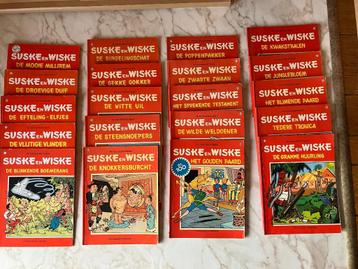 SUSKE EN WISKE
DE MOOIE MILLIREM
SUSKE EN WISKE
DE DROEVIGE DUIF
SUSKE EN WISKE
DE EFTELING-ELFJES
SUSKE EN WISKE
DE VLIJTIGE VLINDER
SUSKE EN WISKE
DE BLINKENDE BOEMERANG
SUSKE EN WISKE
DE RINOELINGSCHAT
SUSKE EN WISKE
DE GEKKE GOKKER
SUSKE EN WISKE
DE WITTE UIL
SUSKE EN WISKE
DE STEENSNOEPERS
SUSKE EN WISKE
DE KNOKKERSBURCHT
SUSKE EN WISKE
DE POPPENPAKKER
SUSKE EN WISKE
DE ZWARTE ZWAAN
SUSKE EN WISKE
HET SPREKENDE TESTAMENT
SUSKE EN WISKE
DE WILDE WELDOENER
SUSKE EN WISKE
100
HET GOUDEN PAARD
SUSKE EN WISKE
DE KWAKSTRALEN
SUSKE EN WISKE
DE JUNGLEBLOEM
SUSKE EN WISKE
HET RIJMENDE PAARD
SUSKE EN WISKE
TEDERE TRONICA
SUSKE EN WISKE
DE GRAMME HUURLING